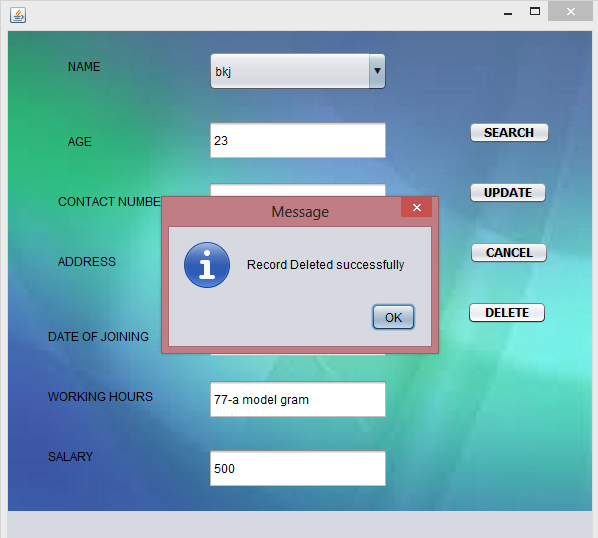 NAME
bkj
AGE
23
SEARCH
CONTACT NUMBE
UPDATE
Message
ADDRESS
Record Deleted successfully
CANCEL
OK
DELETE
DATE OF JOINING
WORKING HOURS
77-a model gram
SALARY
500